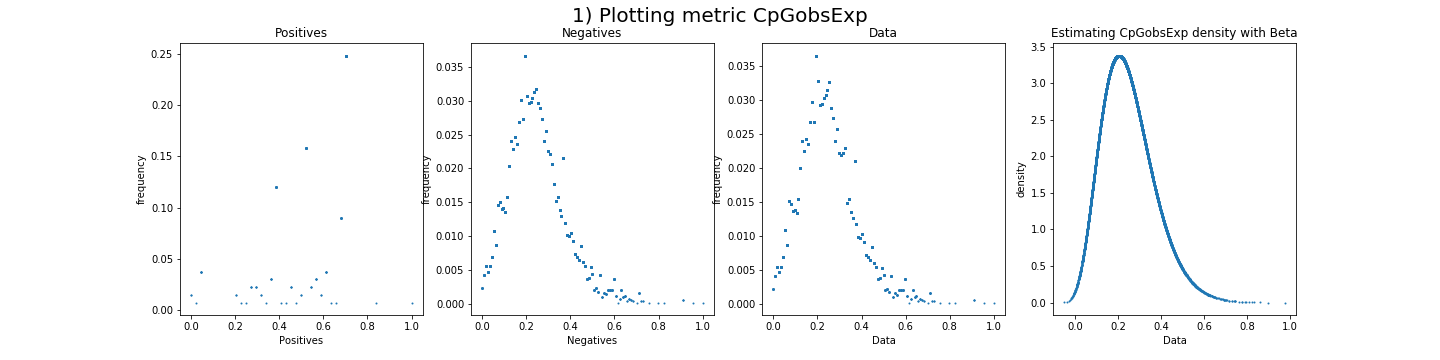 1) Plotting metric CpGobsExp
Positives
0.25
0.20
0.15
0.10
0.05
0.00
frequency
0.0 0.2 0.4 0.6 0.8 1.0
Positives
Negatives
0.035
0.030
0.025
0.020
0.015
0.010
0.005
0.000
frequency
0.0 0.2 0.4 0.6 0.8 1.0
Negatives
Data
0.035
0.030
0.025
0.020
0.015
0.010
0.005
0.000
frequency
0.0 0.2 0.4 0.6 0.8 1.0
Data
Estimating CpGobsExp density with Beta
3.5
3.0
2.5
2.0
1.5
1.0
0.5
0.0
density
0.0 0.2 0.4 0.6 0.8 1.0
Data